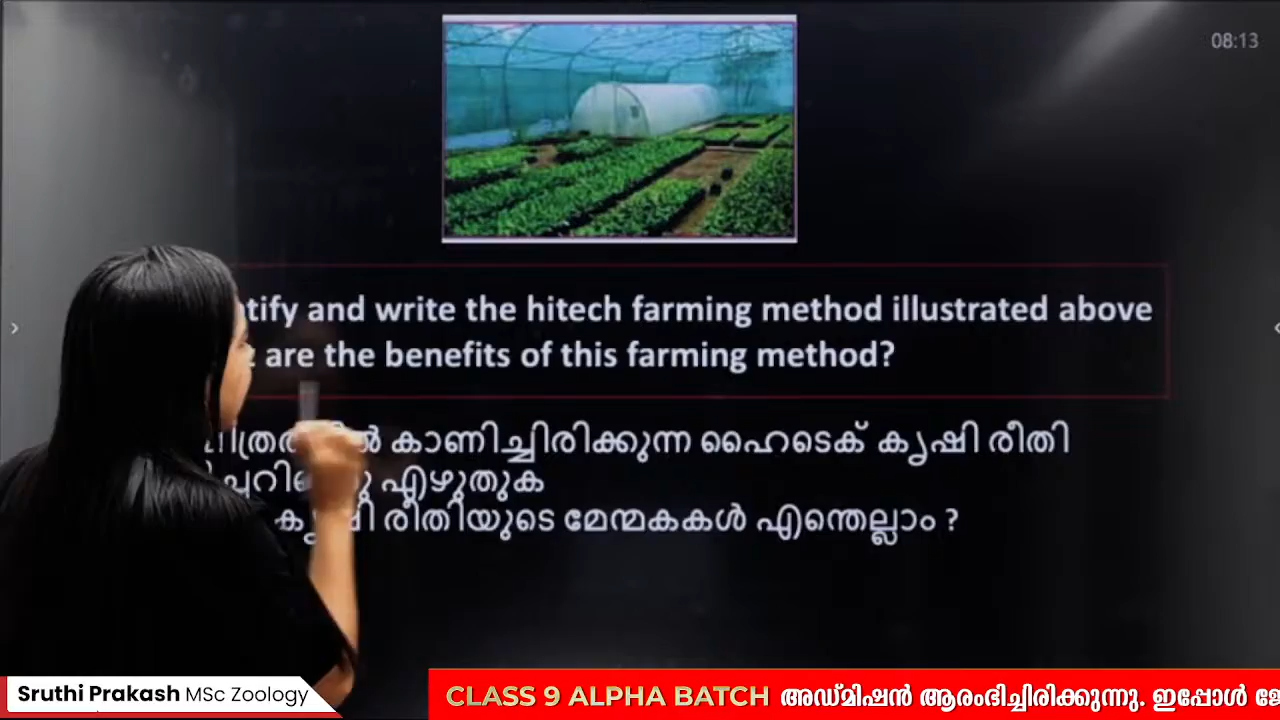 08:13
and write the hitech farming method illustrated above
are the benefits of this farming method?
കാണിച്ചിരിക്കുന്ന ഹൈടെക് കൃഷി രീതി
എഴുതുക
കൃഷി രീതിയുടെ മേന്മകകൾ എന്തെല്ലാം ?
Sruthi Prakash MSc Zoology
CLASS 9 ALPHA BATCH അഡ്മിഷൻ ആരംഭിച്ചിരിക്കുന്നു. ഇപ്പോൾ